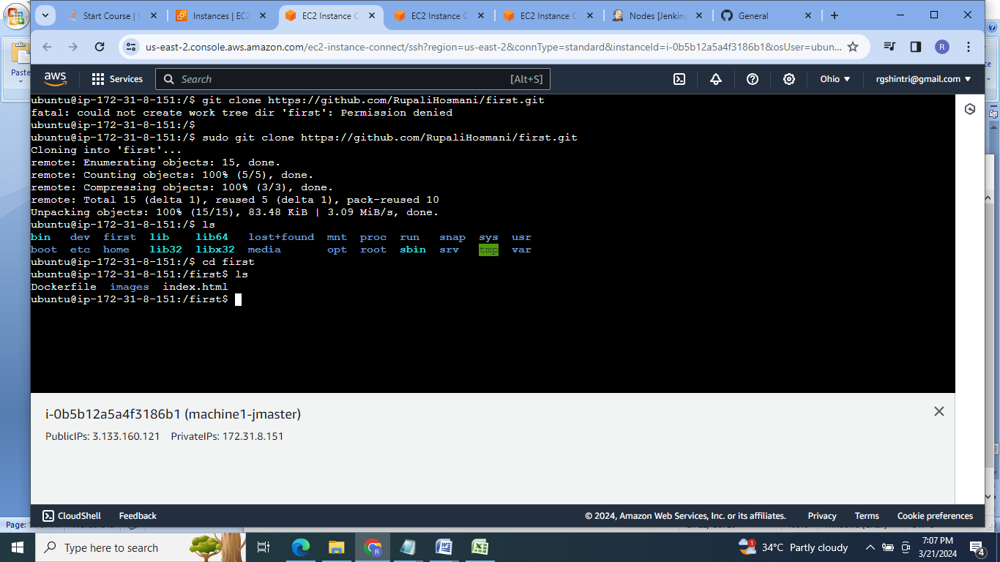 Start Course | I
Instances | EC2
EC2 Instance C
EC2 Instance C
EC2 Instance C
Nodes [Jenkins
General
us-east-2.console.aws.amazon.com/ec2-instance-connect/ssh?region=us-east-2&connType=standard&instanceId=i-0b5b12a5a4f3186b1&osUser=ubun...
R
Paste
aws
Services
Search
[Alt+S]
Ohio
rgshintri@gmail.com
ubuntu@ip-172-31-8-151:/$ git clone https://github.com/RupaliHosmani/first.git
fatal: could not create work tree dir 'first': Permission denied
ubuntu@ip-172-31-8-151:/$
ubuntu@ip-172-31-8-151:/$ sudo git clone https://github.com/RupaliHosmani/first.git
Cloning into 'first'...
remote: Enumerating objects: 15, done.
remote: Counting objects: 100% (5/5), done.
remote: Compressing objects: 100% (3/3), done.
remote: Total 15 (delta 1), reused 5 (delta 1), pack-reused 10
Unpacking objects: 100% (15/15), 83.48 KiB | 3.09 MiB/s, done.
ubuntu@ip-172-31-8-151:/$ ls
bin dev first lib lib64 lost+found mnt proc run snap sys usr
boot etc home lib32 libx32 media opt root sbin srv tmp var
ubuntu@ip-172-31-8-151:/$ cd first
ubuntu@ip-172-31-8-151:/first$ ls
Dockerfile images index.html
ubuntu@ip-172-31-8-151:/first$
i-0b5b12a5a4f3186b1 (machine1-jmaster)
PublicIPs: 3.133.160.121 PrivateIPs: 172.31.8.151
CloudShell
Feedback
© 2024, Amazon Web Services, Inc. or its affiliates.
Privacy
Terms
Cookie preferences
Page:
Type here to search
34°C Partly cloudy
7:07 PM
3/21/2024
4